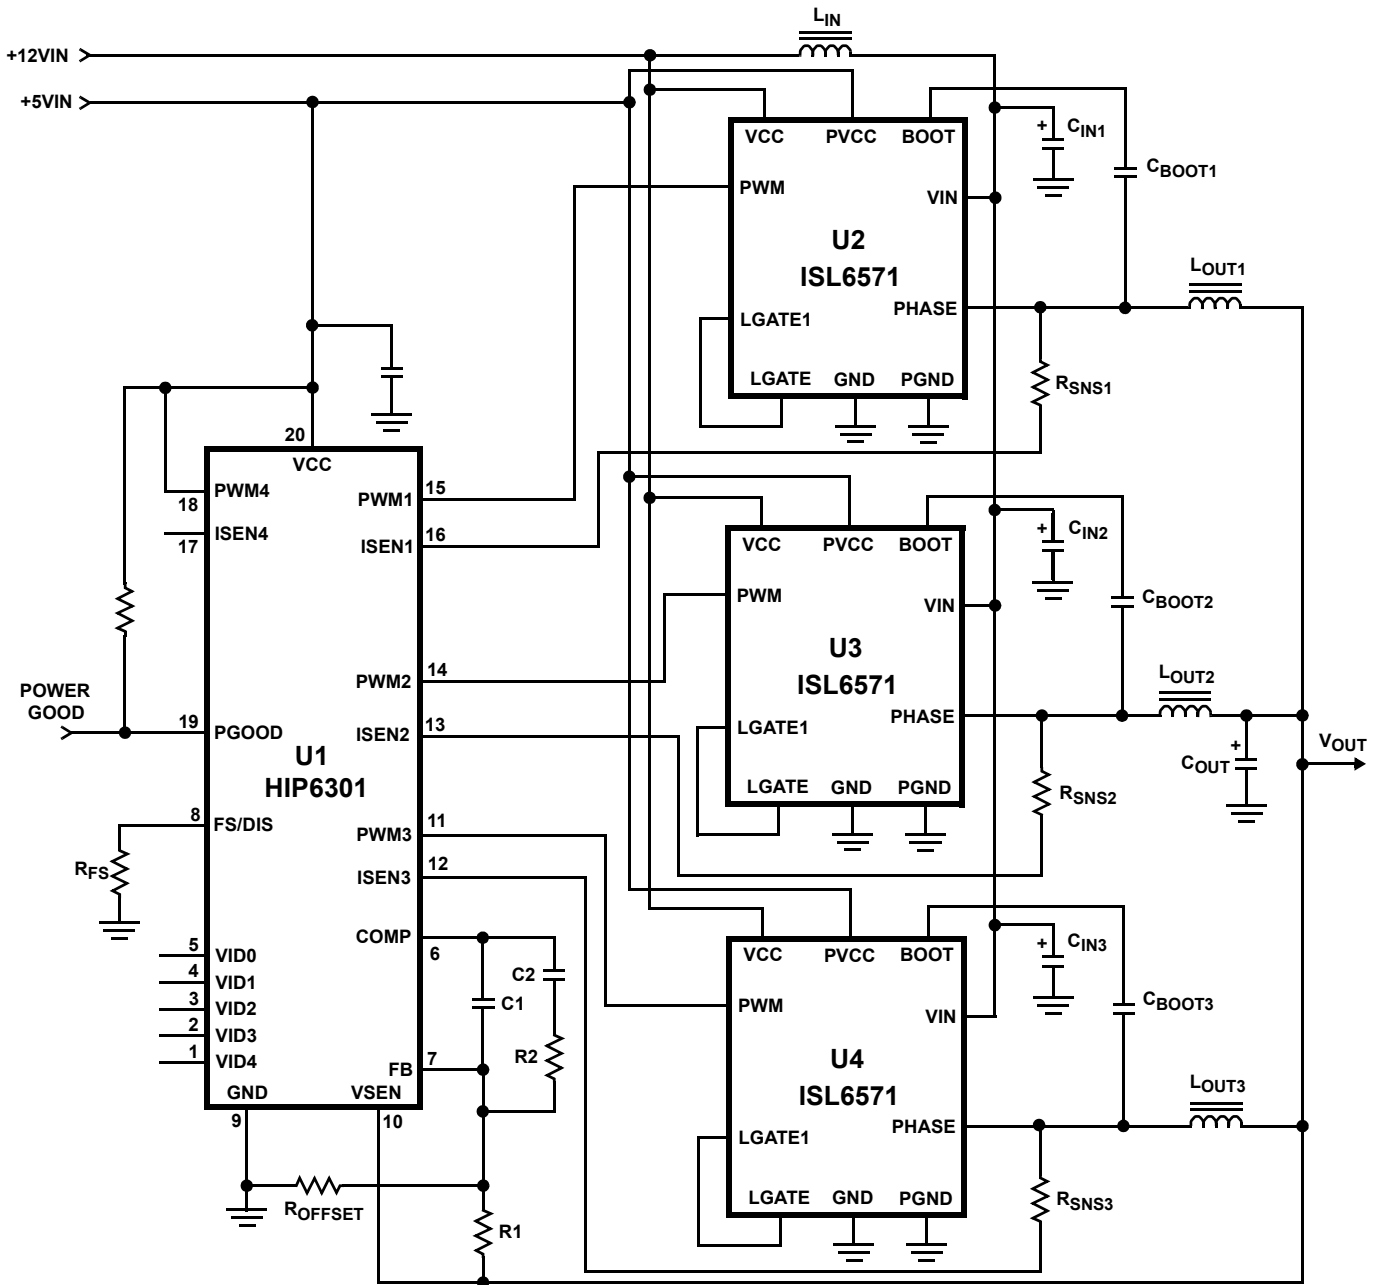 LIN
+12VIN
+5VIN
VCC
PVCC
BOOT
+
CIN1
CBOOT1
PWM
VIN
U2
ISL6571
LOUT1
LGATE1
PHASE
LGATE
GND
PGND
RSNS1
20
VCC
18
PWM4
PWM1
15
17
ISEN4
ISEN1
16
VCC
PVCC
BOOT
+
CIN2
CBOOT2
PWM
VIN
U3
ISL6571
PWM2
14
LOUT2
POWER
GOOD
19
PGOOD
ISEN2
13
LGATE1
PHASE
U1
HIP6301
+
COUT
VOUT
LGATE
GND
PGND
RSNS2
8
FS/DIS
PWM3
11
RFS
ISEN3
12
COMP
6
VCC
PVCC
BOOT
+
CIN3
CBOOT3
5
VID0
4
VID1
3
VID2
2
VID3
1
VID4
C2
C1
R2
PWM
VIN
U4
ISL6571
FB
7
GND
VSEN
9
10
LOUT3
LGATE1
PHASE
LGATE
GND
PGND
RSNS3
ROFFSET
R1